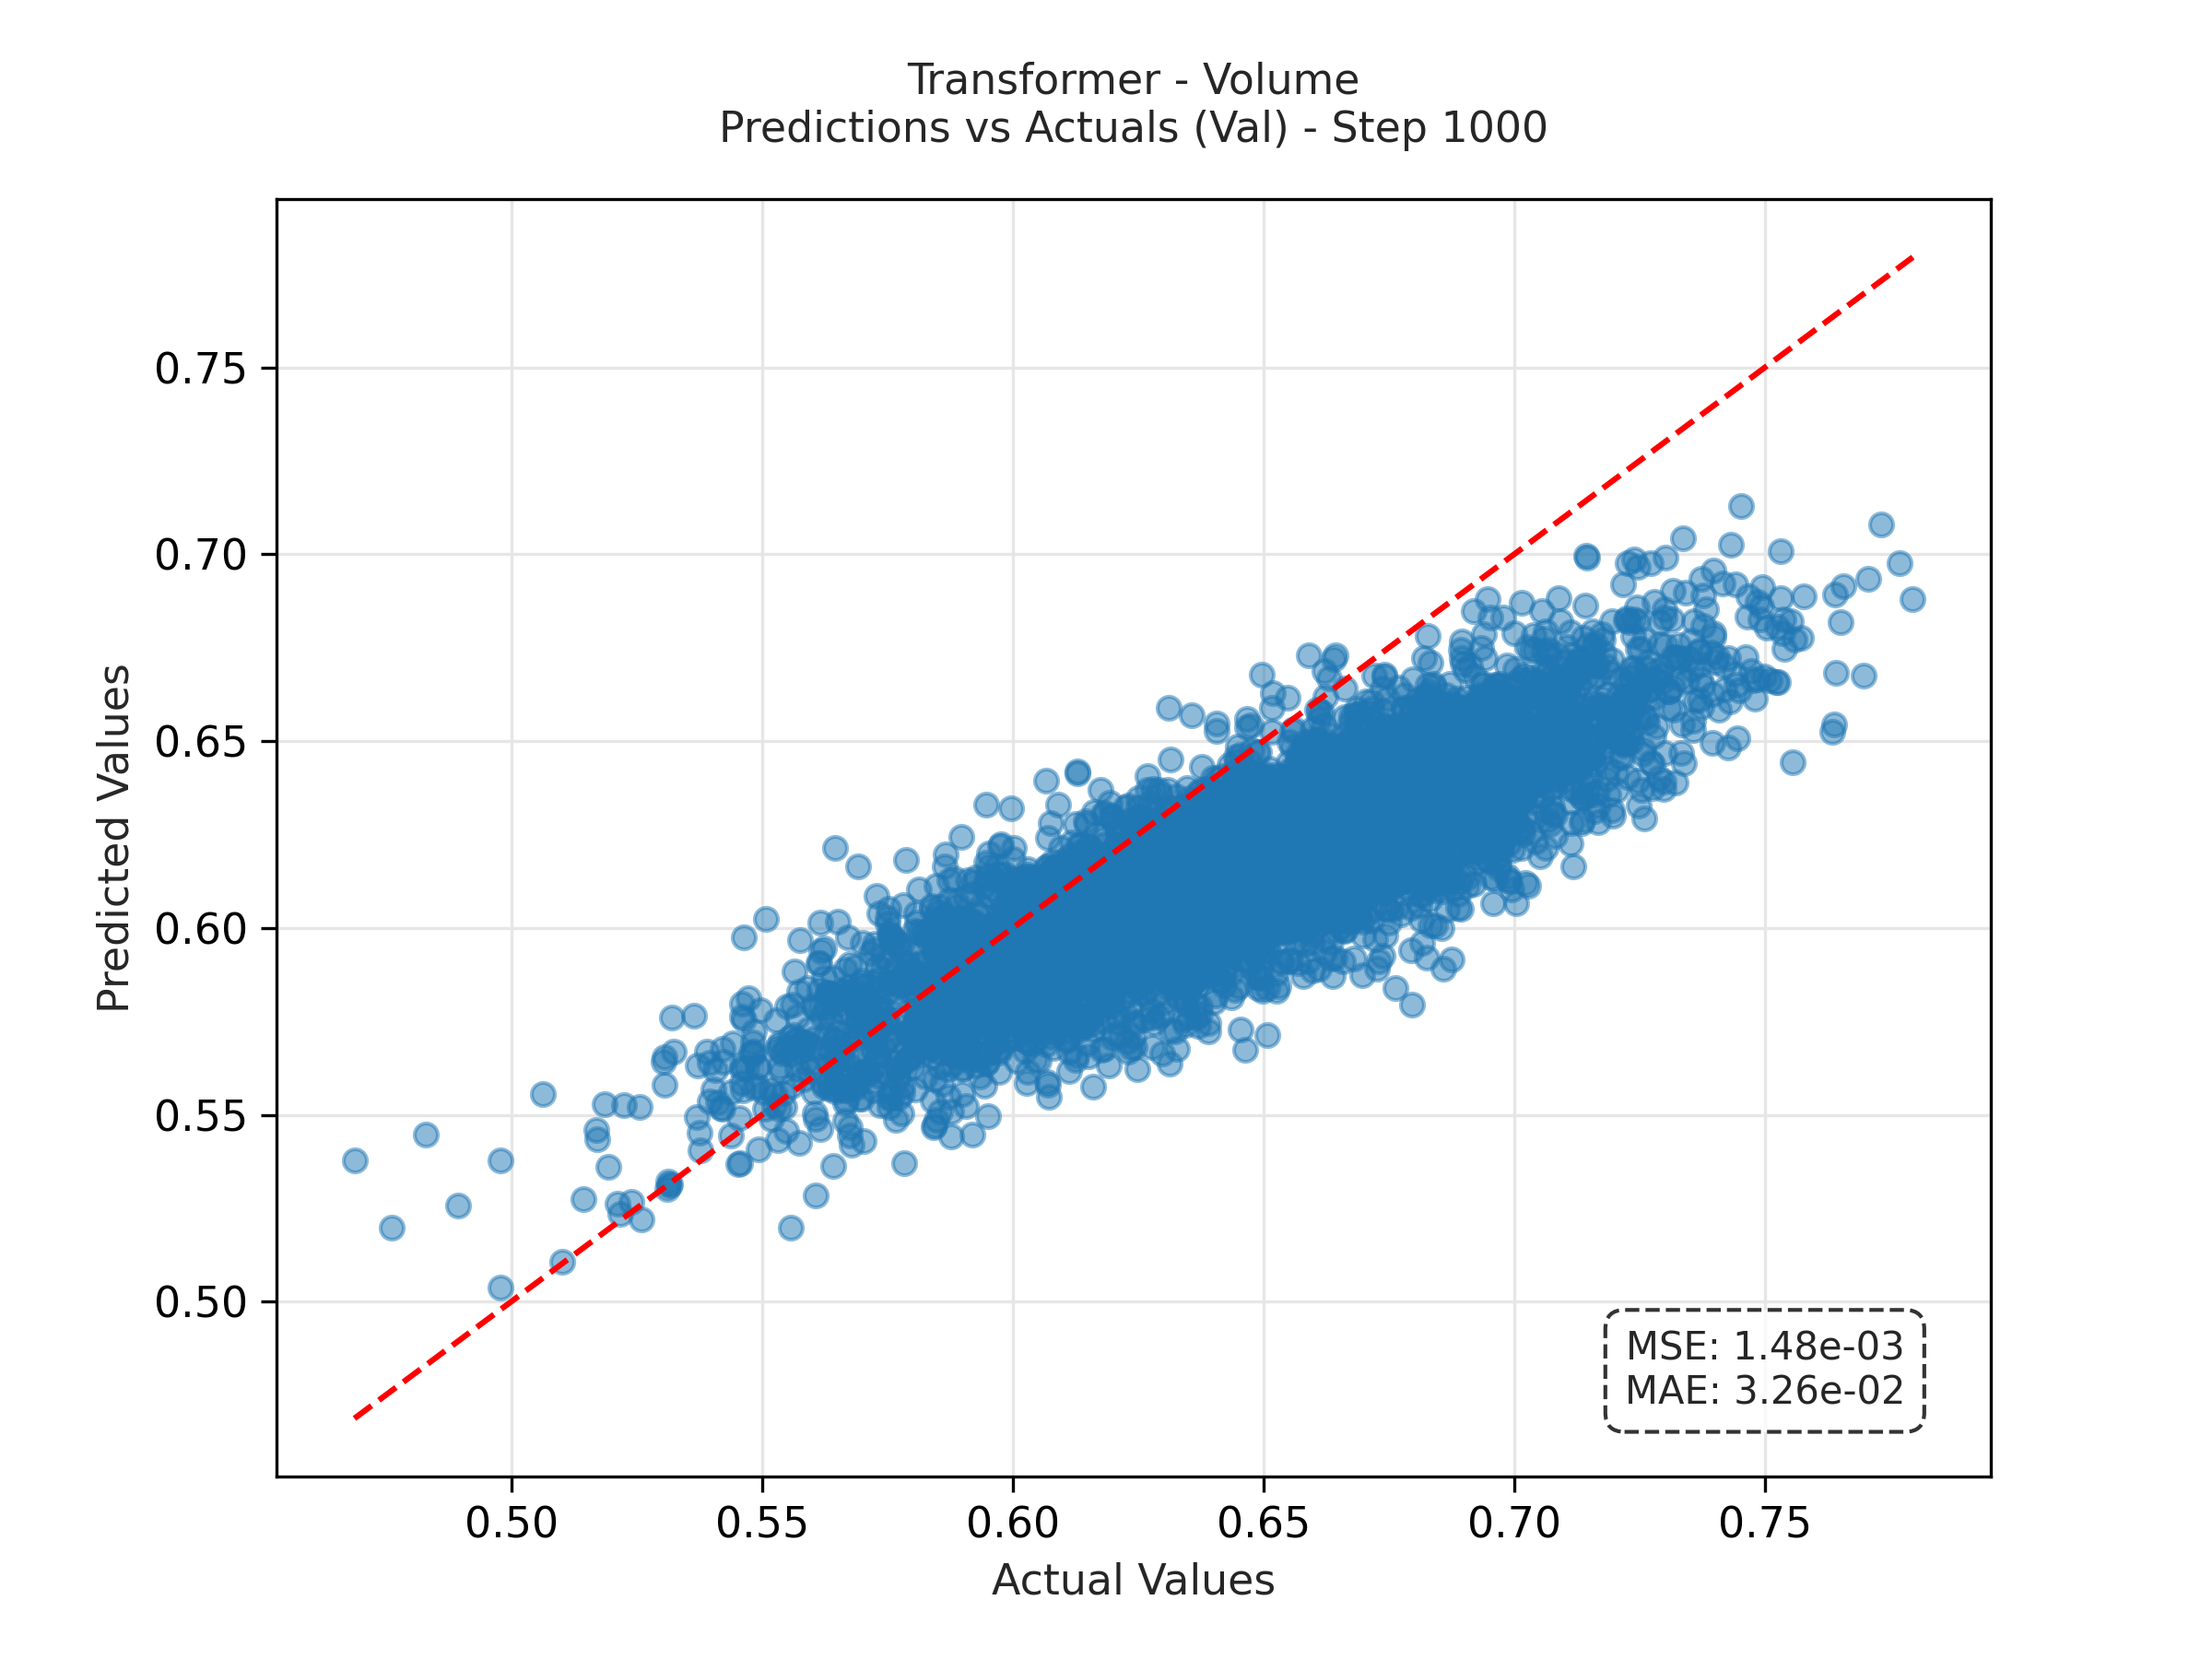 Transformer - Volume
Predictions vs Actuals (Val) - Step 1000
Predicted Values
0.75
0.70
0.65
0.60
0.55
0.50
MSE: 1.48e-03
MAE: 3.26e-02
0.50 0.55 0.60 0.65 0.70 0.75
Actual Values